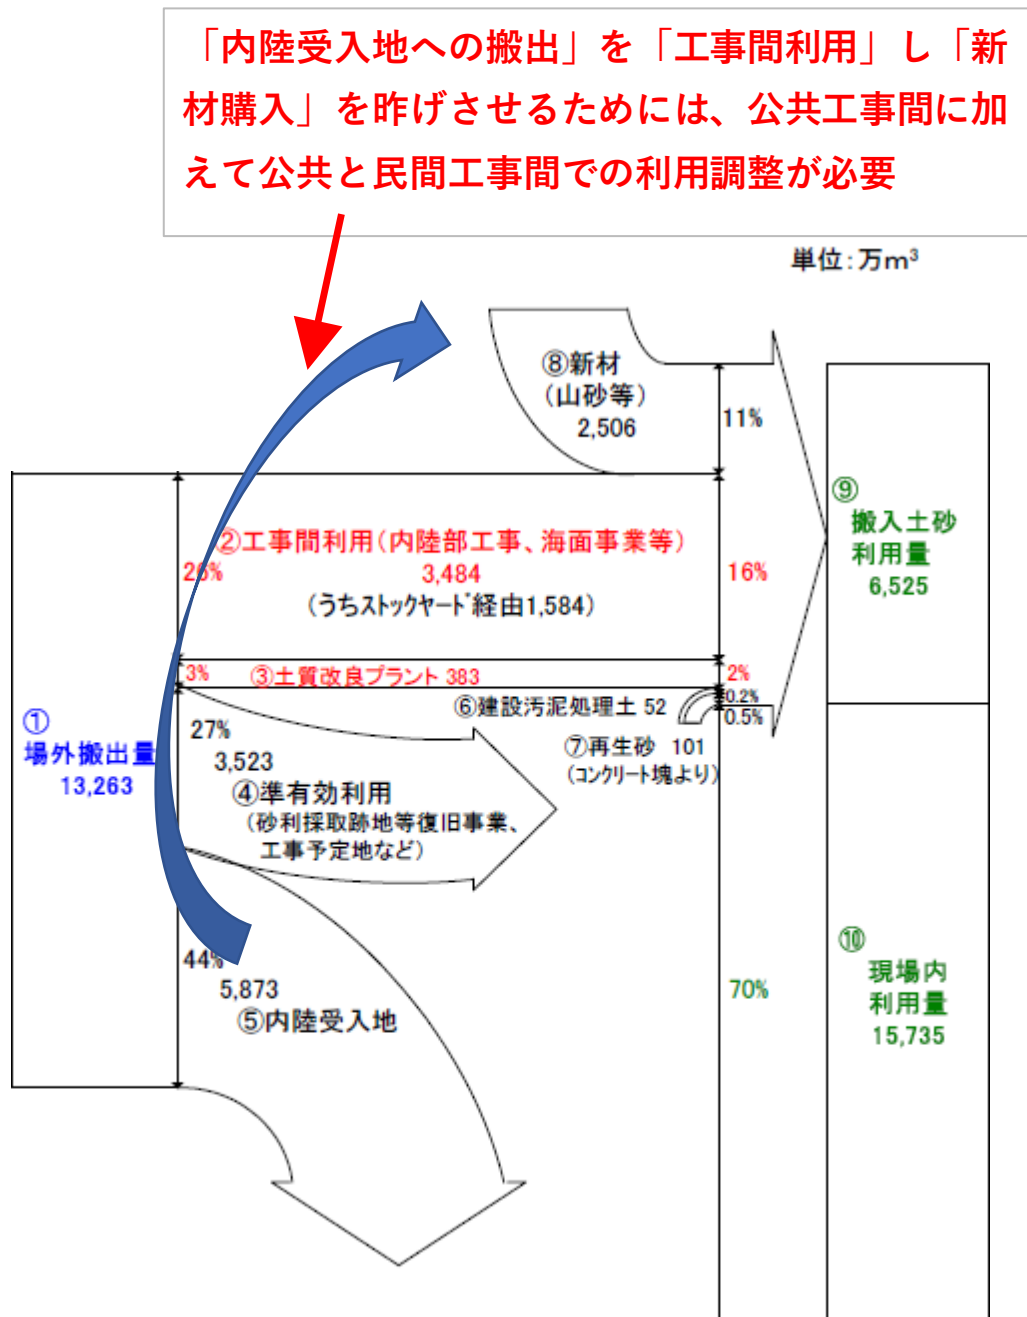 「内陸受入地への搬出」を「工事間利用」し「新
材購入」を昨げさせるためには、公共工事間に加
えて公共と民間工事間での利用調整が必要
単位：万m³
⑧新材
（山砂等）
2,506
11%
⑨
搬入土砂
利用量
6,525
②工事間利用（内陸部工事、海面事業等）
26%
3,484
16%
（うちｽﾄｯｸﾔｰﾄﾞ経由1,584）
3%
③土質改良プラント 383
2%
⑥建設汚泥処理土 52
0.2%
0.5%
⑦再生砂 101
（ｺﾝｸﾘｰﾄ塊より）
①
場外搬出量
13,263
27%
3,523
④準有効利用
（砂利採取跡地等復旧事業、
工事予定地など）
44%
5,873
⑤内陸受入地
70%
⑩
現場内
利用量
15,735